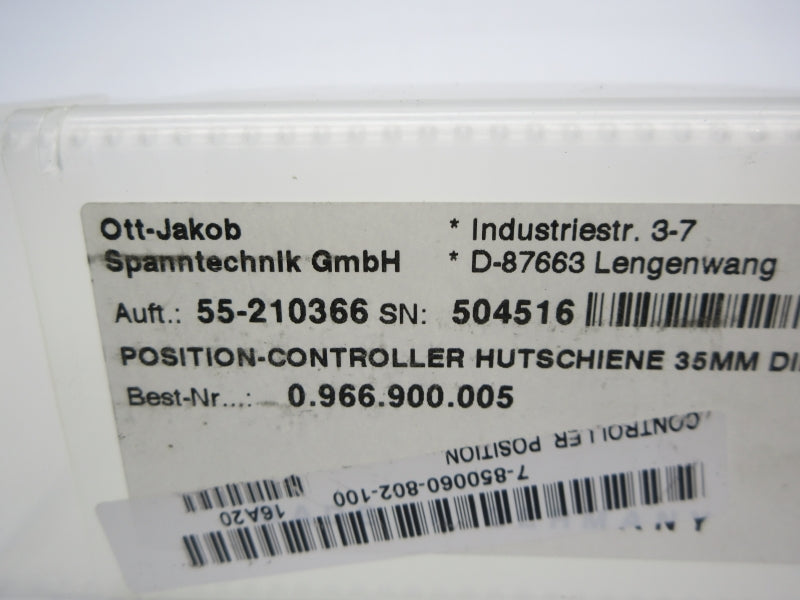 Ott-Jakob * Industriestr. 3-7
Spanntechnik GmbH * D-87663 Lengenwang
Auft.: 55-210366 SN: 504516
POSITION-CONTROLLER HUTSCHIENE 35MM
Best-Nr...: 0.966.900.005
CONTROLLER POSITION
7-850060-802-100
16A20